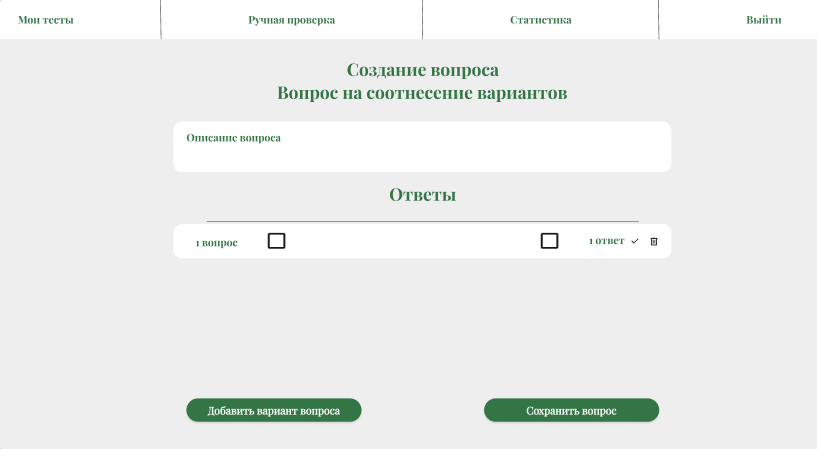 Мои тесты
Ручная проверка
Статистика
Выйти
Создание вопроса
Вопрос на соотнесение вариантов
Описание вопроса
Ответы
1 вопрос
1 ответ
Добавить вариант вопроса
Сохранить вопрос